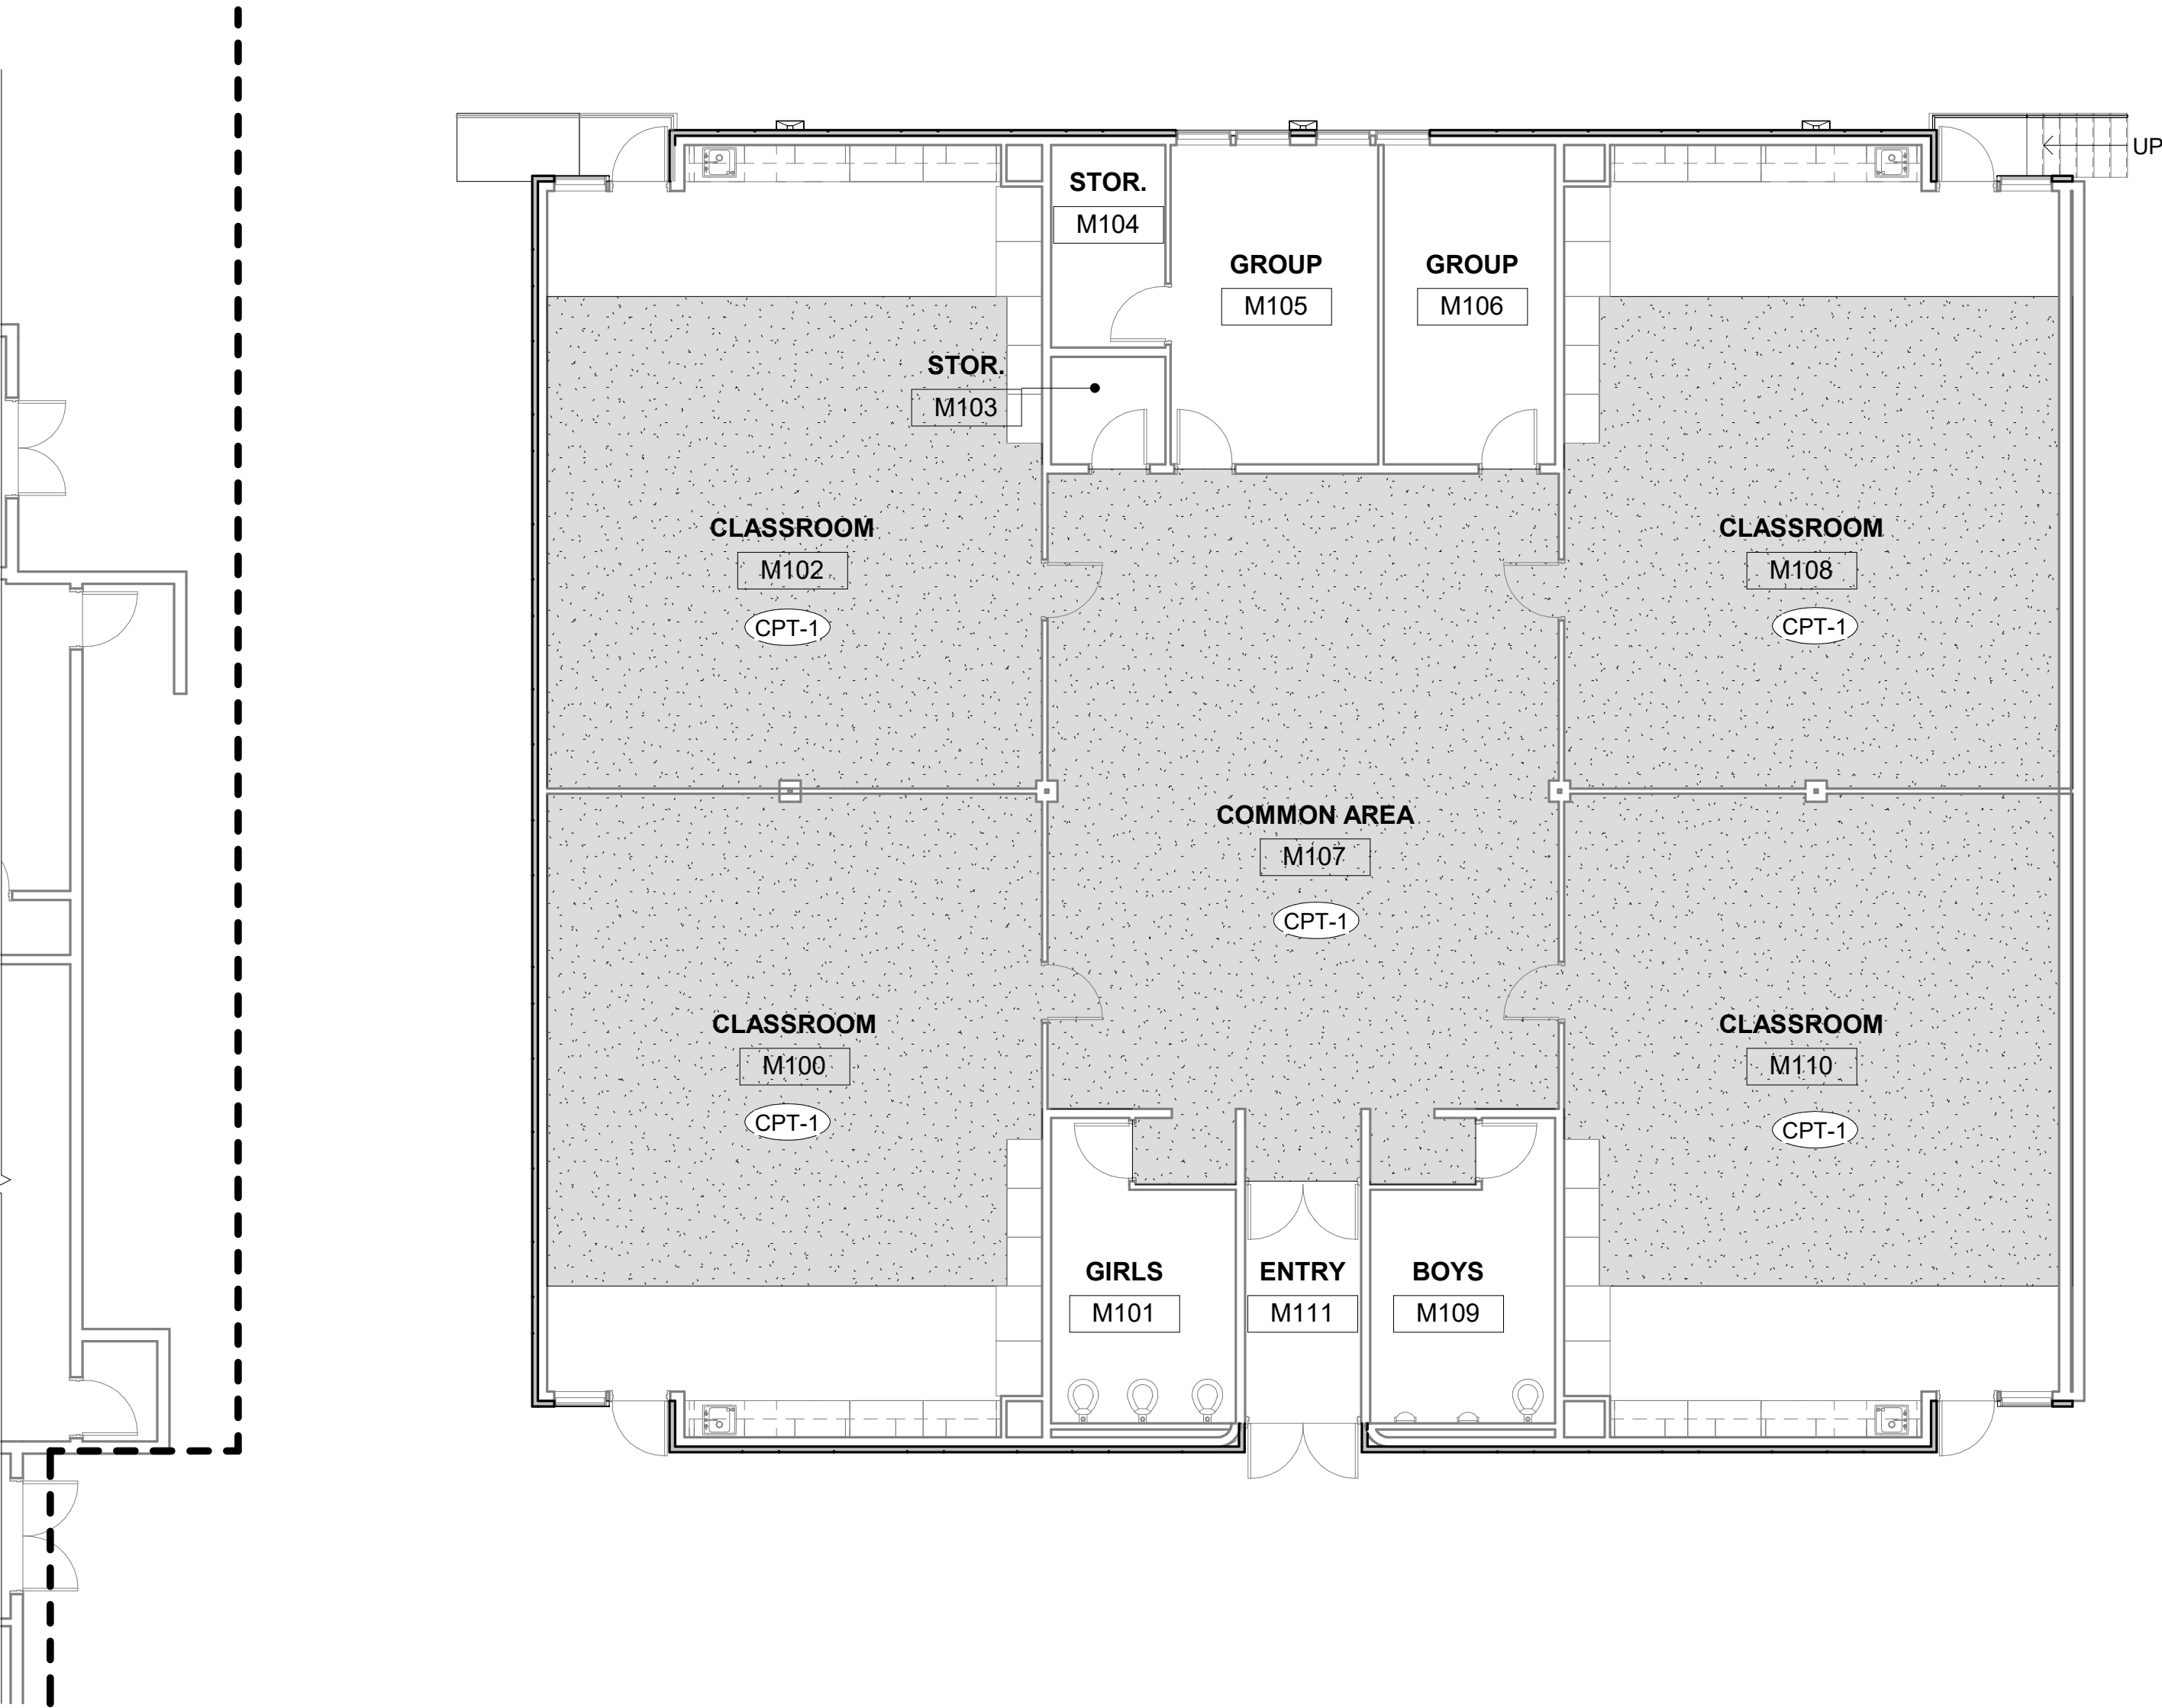 UP
STOR.
M104
GROUP
M105
GROUP
M106
STOR.
M103
CLASSROOM
M102
CPT-1
CLASSROOM
M108
CPT-1
COMMON AREA
M107
CPT-1
CLASSROOM
M100
CPT-1
CLASSROOM
M110
CPT-1
GIRLS
M101
ENTRY
M111
BOYS
M109